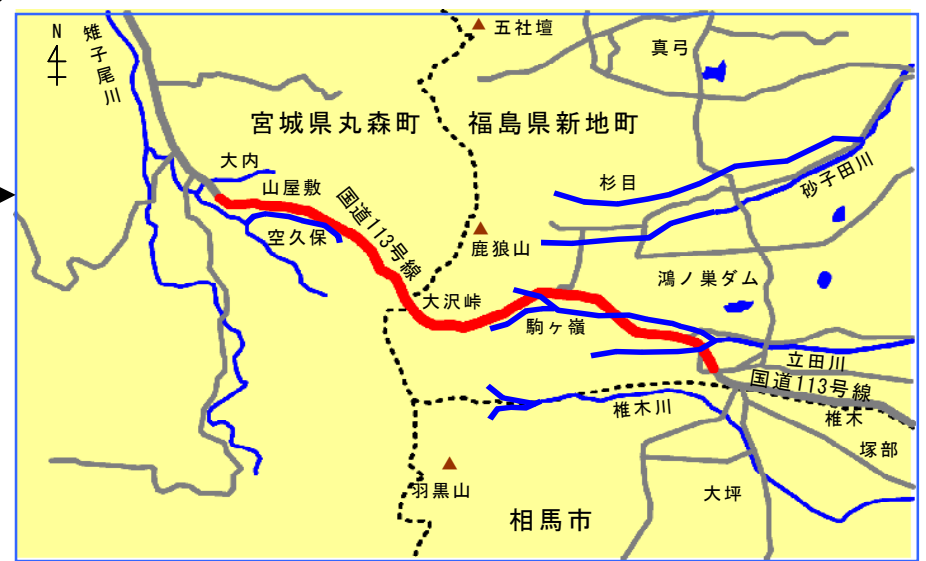 N
雉子尾川
五社壇
真弓
宮城県丸森町
福島県新地町
大内
山屋敷
杉目
砂子田川
国道113号線
空久保
鹿狼山
鴻ノ巣ダム
大沢峠
駒ヶ嶺
立田川
国道113号線
椎木川
椎木
塚部
羽黒山
大坪
相馬市